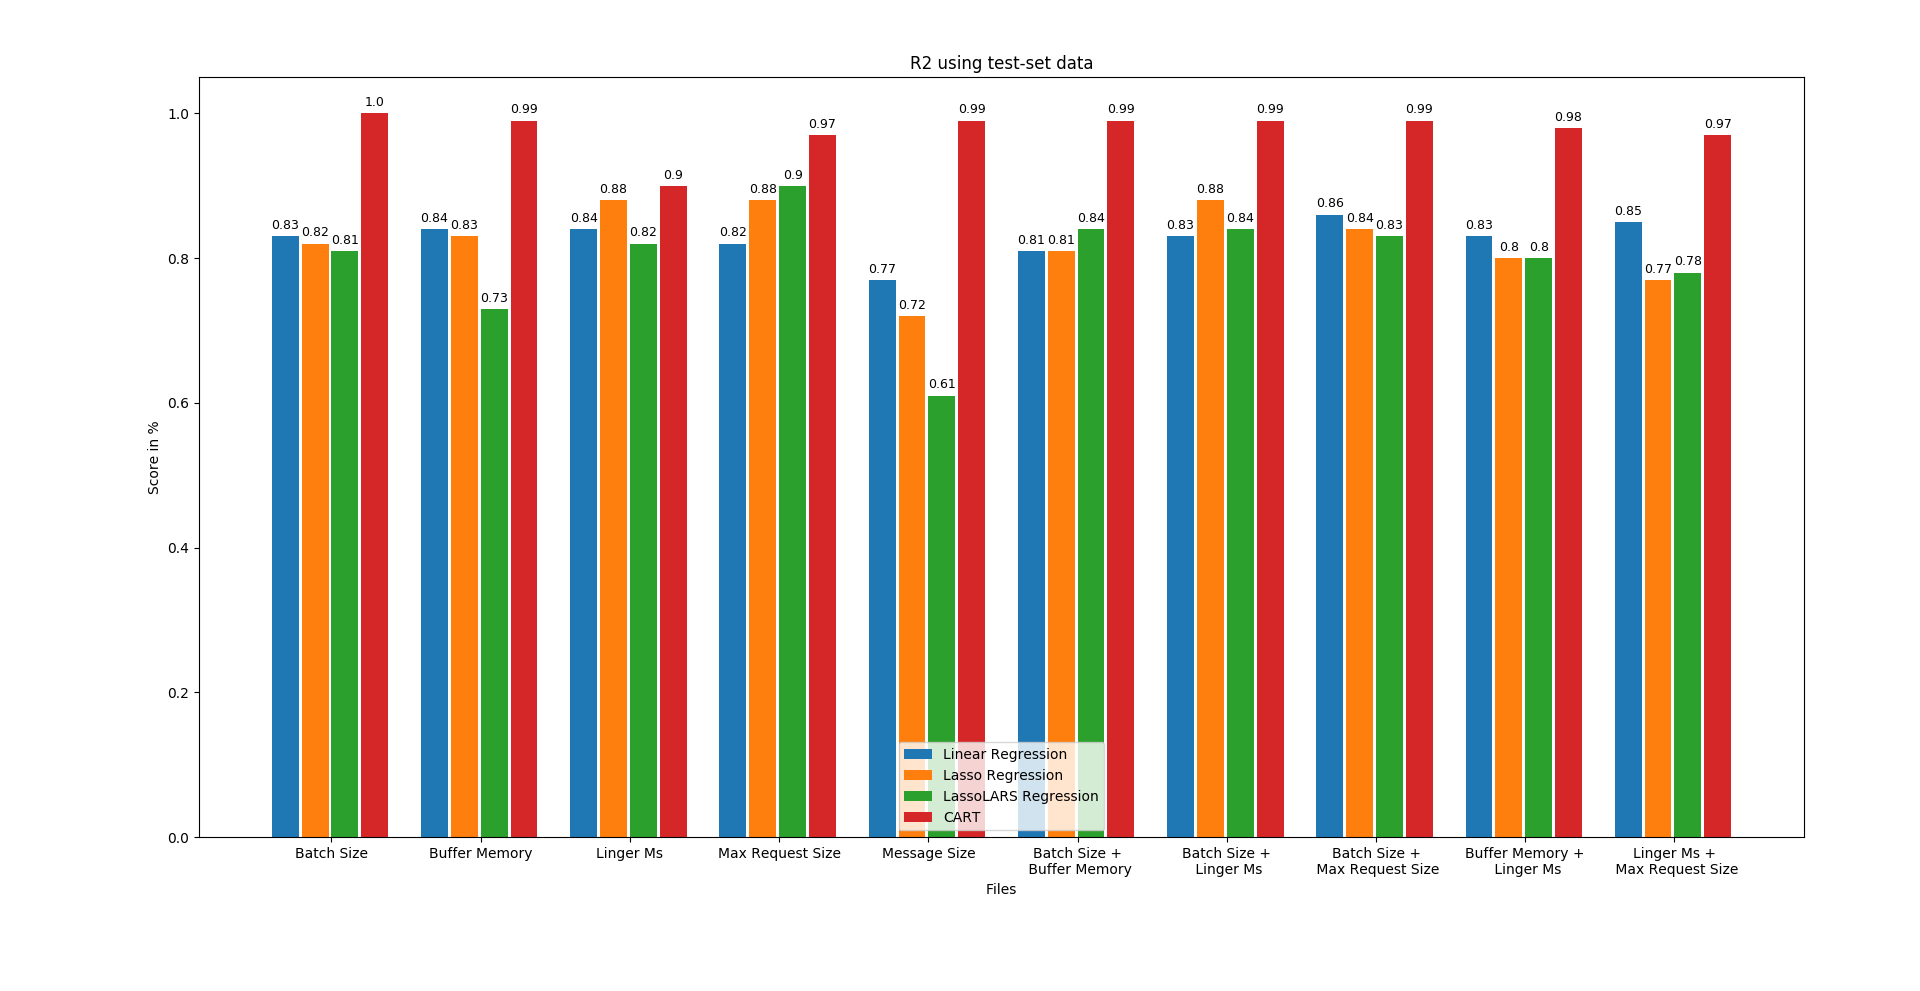 R2 using test-set data
1.0
0.8
0.6
0.4
0.2
0.0
Score in %
0.83
0.82
0.81
1.0
0.84
0.83
0.73
0.99
0.84
0.88
0.82
0.9
0.82
0.88
0.9
0.97
0.77
0.72
0.61
0.99
0.81
0.81
0.84
0.99
0.83
0.88
0.84
0.99
0.86
0.84
0.83
0.99
0.83
0.8
0.8
0.98
0.85
0.77
0.78
0.97
Linear Regression
Lasso Regression
LassoLARS Regression
CART
Batch Size
Buffer Memory
Linger Ms
Max Request Size
Message Size
Batch Size +
Buffer Memory
Batch Size +
Linger Ms
Batch Size +
Max Request Size
Buffer Memory +
Linger Ms
Linger Ms +
Max Request Size
Files